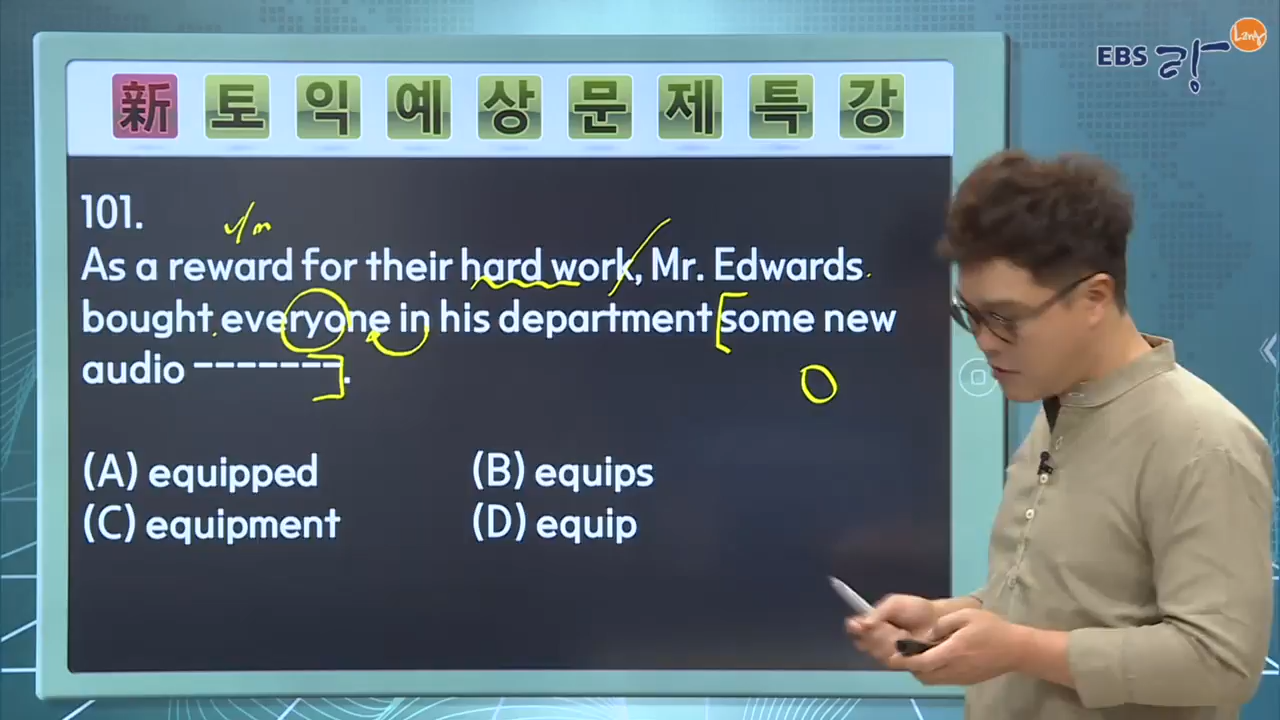 EBS 랑 Lang
新토익예상문제특강
101.
v/n
As a reward for their hard work, Mr. Edwards
bought everyone in his department some new
audio -------.
O
(A) equipped (B) equips
(C) equipment (D) equip